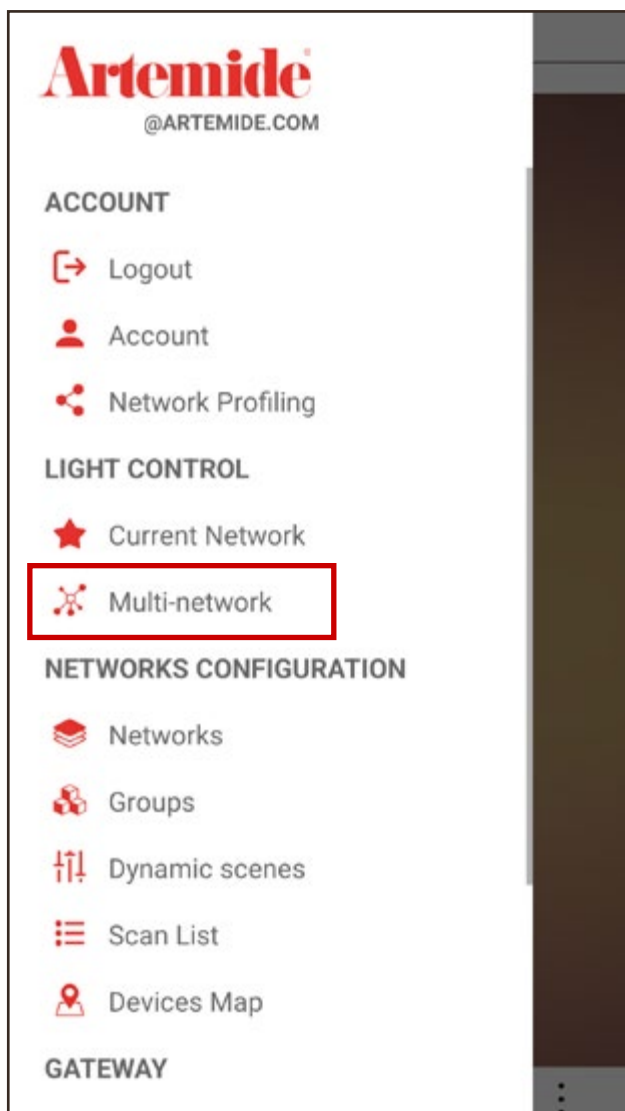 Artemide
@ARTEMIDE.COM
ACCOUNT
Logout
Account
Network Profiling
LIGHT CONTROL
Current Network
Multi-network
NETWORKS CONFIGURATION
Networks
Groups
Dynamic scenes
Scan List
Devices Map
GATEWAY